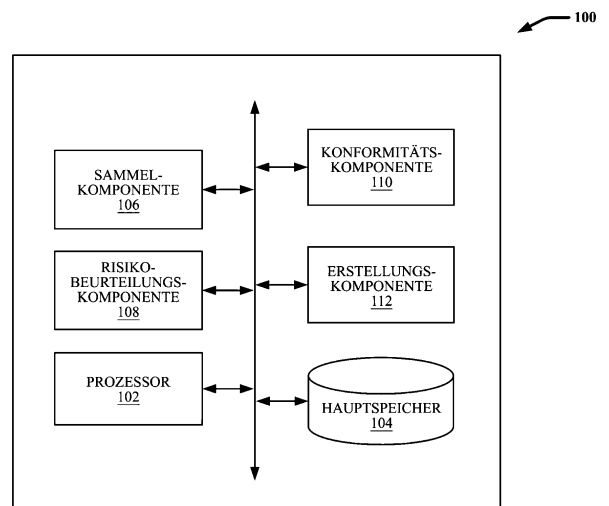 100
SAMMEL-
KOMPONENTE
106
RISIKO-
BEURTEILUNGS-
KOMPONENTE
108
PROZESSOR
102
KONFORMITÄTS-
KOMPONENTE
110
ERSTELLUNGS-
KOMPONENTE
112
HAUPTSPEICHER
104